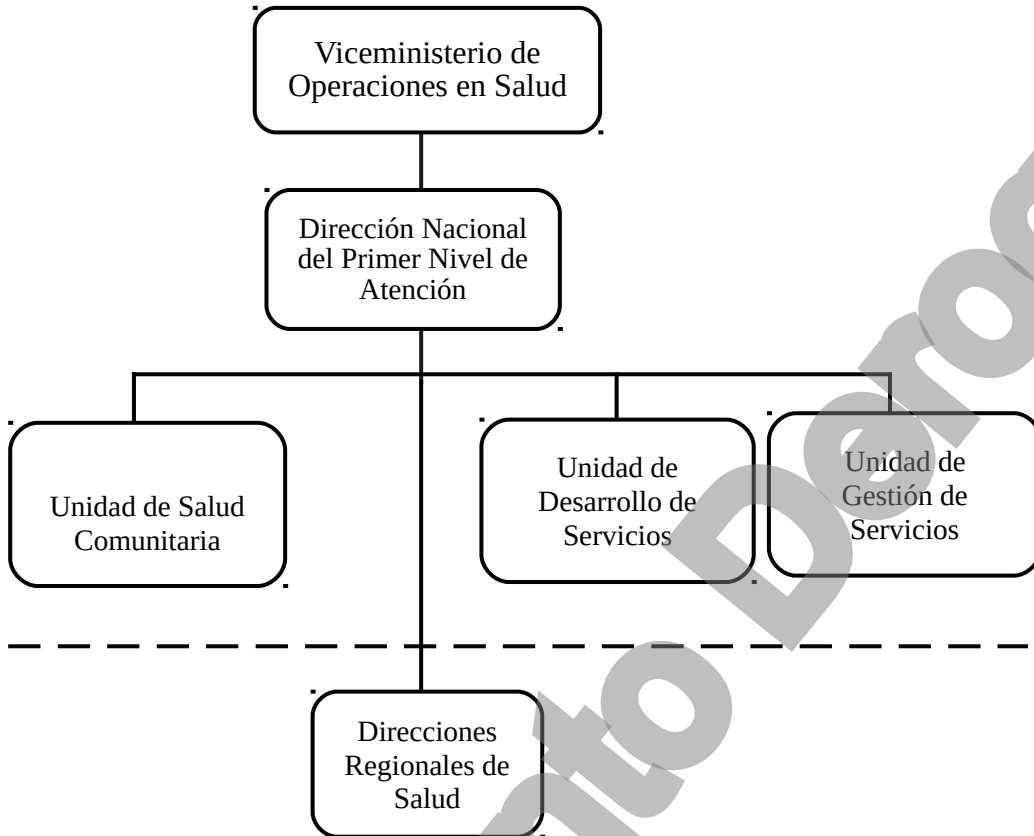 Viceministerio de
Operaciones en Salud
Dirección Nacional
del Primer Nivel de
Atención
Unidad de Salud
Comunitaria
Unidad de
Desarrollo de
Servicios
Unidad de
Gestión de
Servicios
Direcciones
Regionales de
Salud